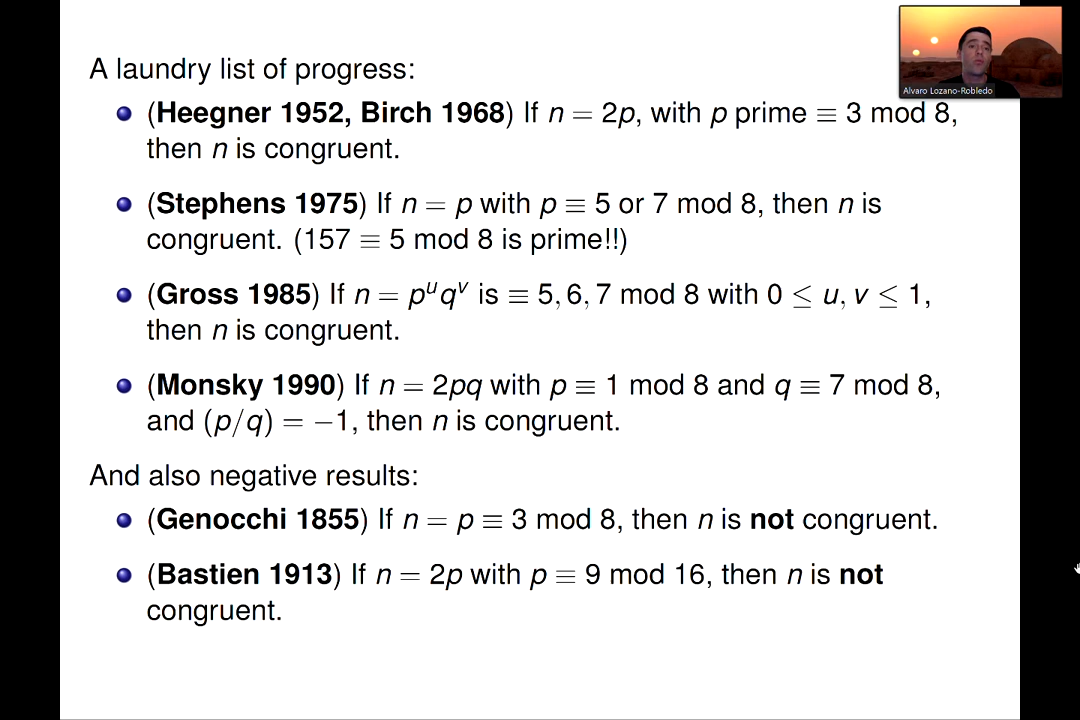 A laundry list of progress:
(Heegner 1952, Birch 1968) If n = 2p, with p prime ≡ 3 mod 8,
then n is congruent.
(Stephens 1975) If n = p with p ≡ 5 or 7 mod 8, then n is
congruent. (157 ≡ 5 mod 8 is prime!!)
(Gross 1985) If n = pᵘqᵛ is ≡ 5, 6, 7 mod 8 with 0 ≤ u, v ≤ 1,
then n is congruent.
(Monsky 1990) If n = 2pq with p ≡ 1 mod 8 and q ≡ 7 mod 8,
and (p/q) = −1, then n is congruent.
And also negative results:
(Genocchi 1855) If n = p ≡ 3 mod 8, then n is not congruent.
(Bastien 1913) If n = 2p with p ≡ 9 mod 16, then n is not
congruent.
Alvaro Lozano-Robledo